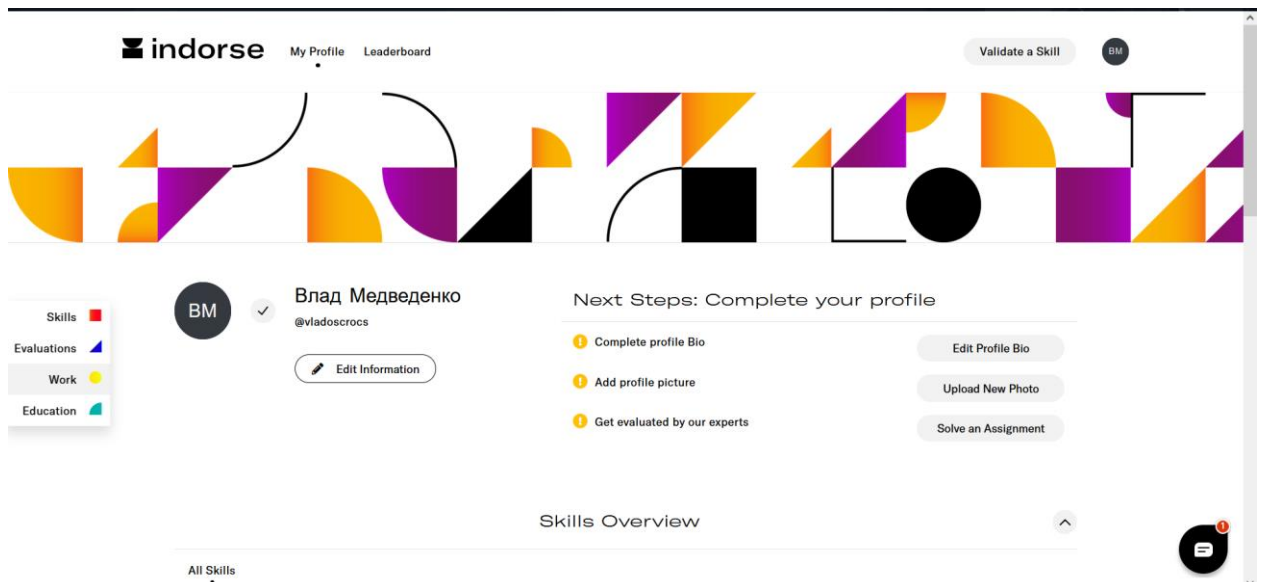 indorse
My Profile Leaderboard
Validate a Skill
BM
Skills
Evaluations
Work
Education
ВМ
Влад Медведенко
@vladoscrocs
Edit Information
Next Steps: Complete your profile
! Complete profile Bio
Edit Profile Bio
! Add profile picture
Upload New Photo
! Get evaluated by our experts
Solve an Assignment
Skills Overview
All Skills
1